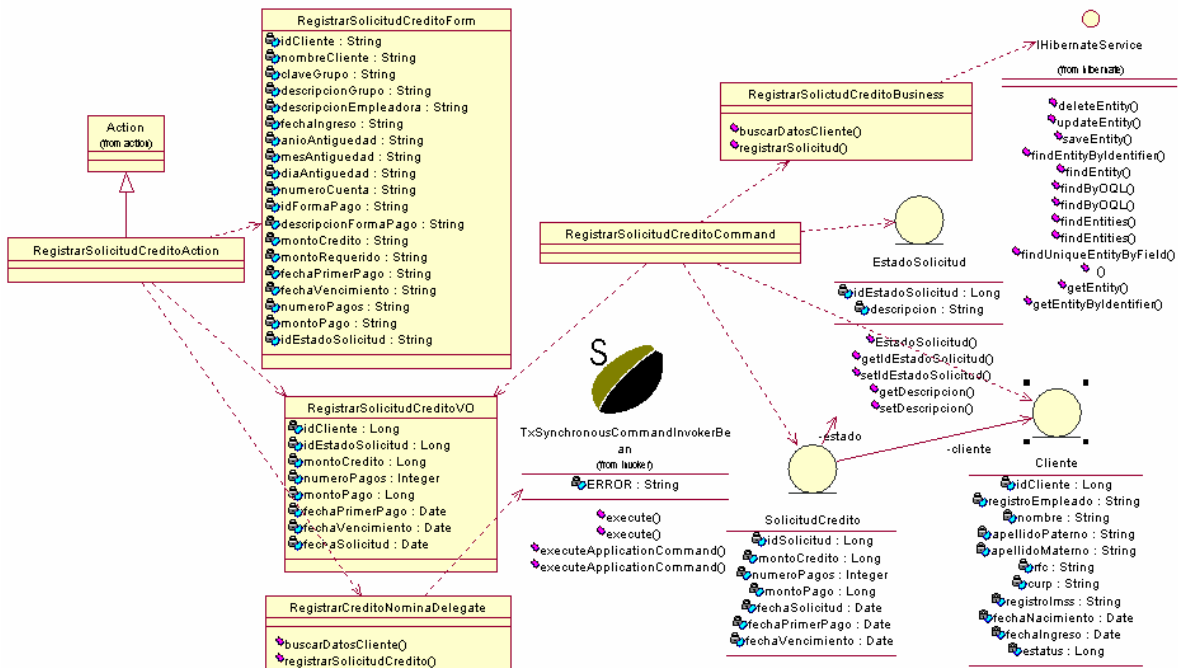 RegistrarSolicitudCreditoForm
idCliente : String
nombreCliente : String
claveGrupo : String
descripcionGrupo : String
descripcionEmpleadora : String
fechaIngreso : String
anioAntiguedad : String
mesAntiguedad : String
diaAntiguedad : String
numeroCuenta : String
idFormaPago : String
descripcionFormaPago : String
montoCredito : String
montoRequerido : String
fechaPrimerPago : String
fechaVencimiento : String
numeroPagos : String
montoPago : String
idEstadoSolicitud : String
Action
(from action)
RegistrarSolicitudCreditoAction
RegistrarSolicitudCreditoVO
idCliente : Long
idEstadoSolicitud : Long
montoCredito : Long
numeroPagos : Integer
montoPago : Long
fechaPrimerPago : Date
fechaVencimiento : Date
fechaSolicitud : Date
RegistrarCreditoNominaDelegate
buscarDatosCliente()
registrarSolicitudCredito()
RegistrarSolictudCreditoBusiness
buscarDatosCliente()
registrarSolicitud()
RegistrarSolicitudCreditoCommand
S
TxSynchronousCommandInvokerBe
an
(from invoker)
ERROR : String
execute()
execute()
executeApplicationCommand()
executeApplicationCommand()
IHibernateService
(from hibernate)
deleteEntity()
updateEntity()
saveEntity()
findEntityByIdentifier()
findEntity()
findByOQL()
findByOQL()
findEntities()
findEntities()
findUniqueEntityByField()
()
getEntity()
getEntityByIdentifier()
EstadoSolicitud
idEstadoSolicitud : Long
descripcion : String
EstadoSolicitud()
getIdEstadoSolicitud()
setIdEstadoSolicitud()
getDescripcion()
setDescripcion()
-estado
-cliente
SolicitudCredito
idSolicitud : Long
montoCredito : Long
numeroPagos : Integer
montoPago : Long
fechaSolicitud : Date
fechaPrimerPago : Date
fechaVencimiento : Date
Cliente
idCliente : Long
registroEmpleado : String
nombre : String
apellidoPaterno : String
apellidoMaterno : String
rfc : String
curp : String
registroImss : String
fechaNacimiento : Date
fechaIngreso : Date
estatus : Long